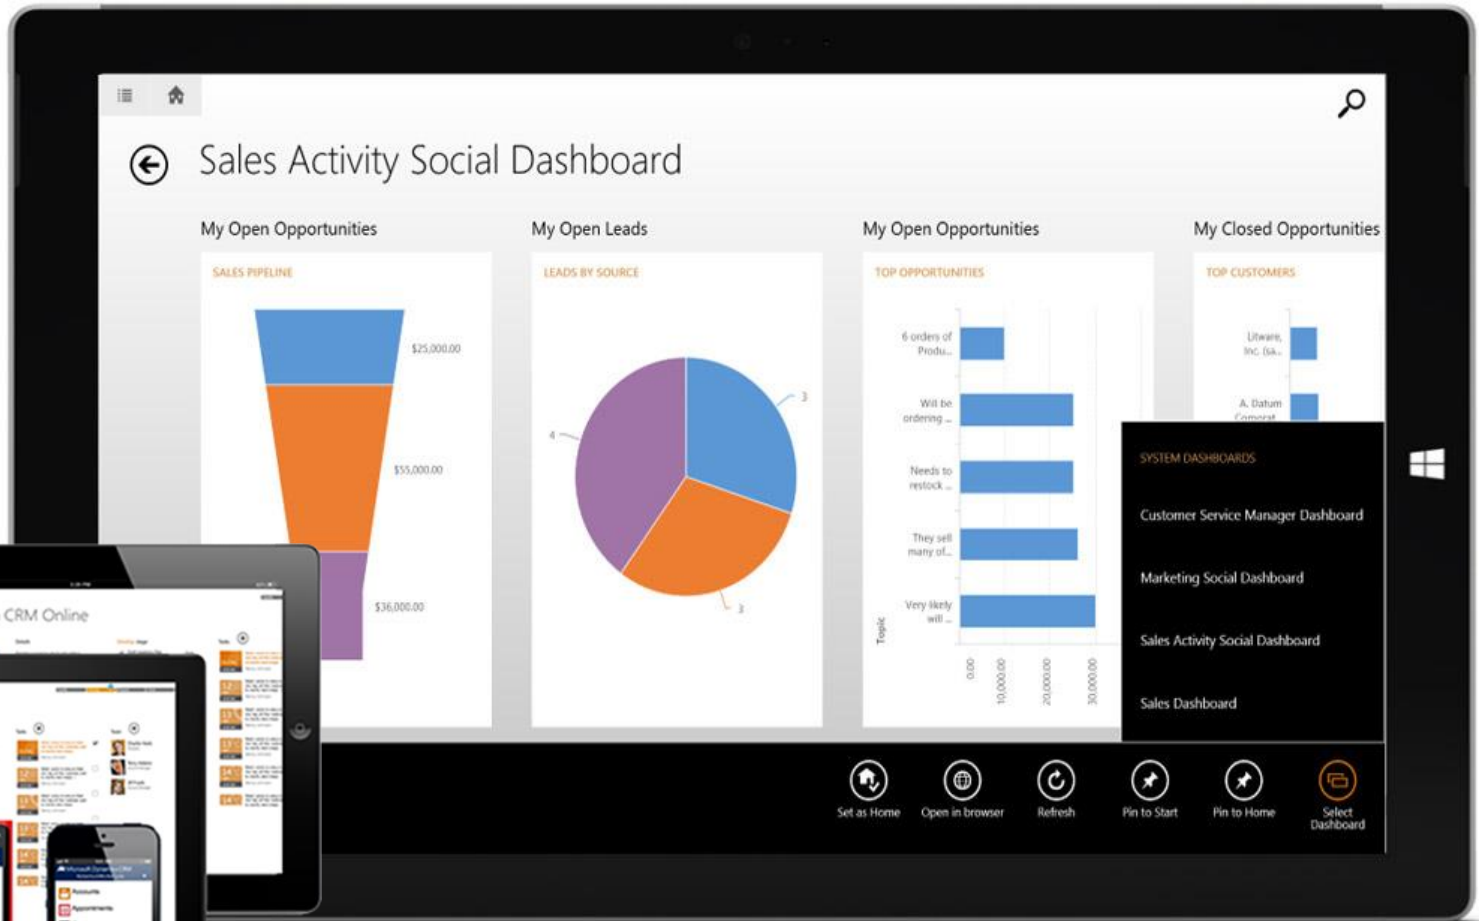 Sales Activity Social Dashboard
My Open Opportunities
SALES PIPELINE
$25,000.00
$55,000.00
$36,000.00
My Open Leads
LEADS BY SOURCE
3
4
3
My Open Opportunities
TOP OPPORTUNITIES
6 orders of
Produ...
Will be
ordering ...
Needs to
restock ...
They sell
many of...
Very likely
will ...
Topic
0.00
10,000.00
20,000.00
30,000.00
My Closed Opportunities
TOP CUSTOMERS
Litware,
Inc. (sa...
A. Datum
Corporat...
SYSTEM DASHBOARDS
Customer Service Manager Dashboard
Marketing Social Dashboard
Sales Activity Social Dashboard
Sales Dashboard
Set as Home
Open in browser
Refresh
Pin to Start
Pin to Home
Select
Dashboard
CRM Online
Accounts
Appointments